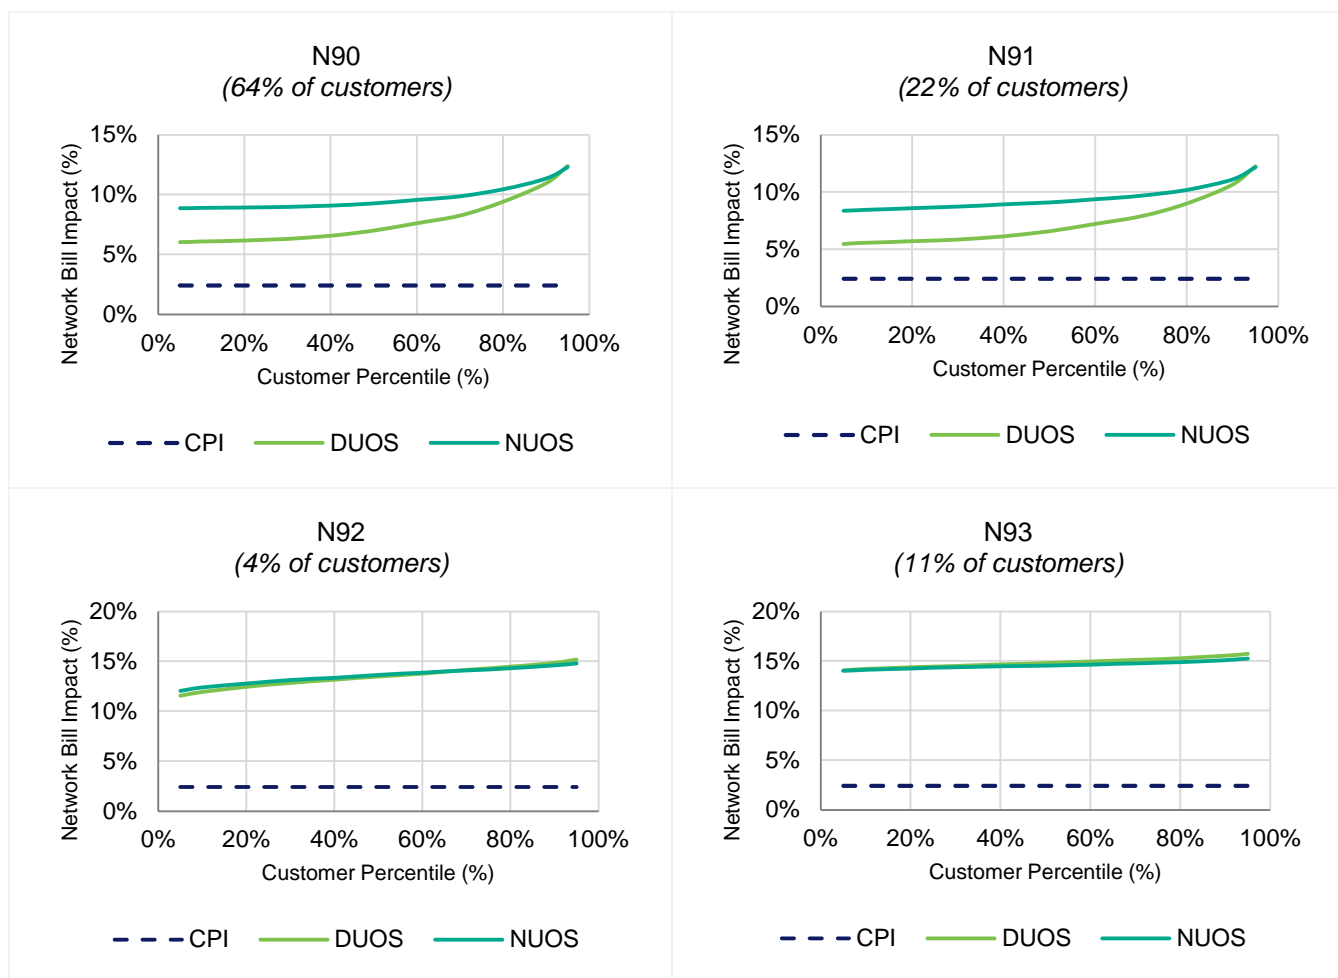 N90
(64% of customers)
Network Bill Impact (%)
15%
10%
5%
0%
0% 20% 40% 60% 80% 100%
Customer Percentile (%)
CPI DUOS NUOS
N91
(22% of customers)
Network Bill Impact (%)
15%
10%
5%
0%
0% 20% 40% 60% 80% 100%
Customer Percentile (%)
CPI DUOS NUOS
N92
(4% of customers)
Network Bill Impact (%)
20%
15%
10%
5%
0%
0% 20% 40% 60% 80% 100%
Customer Percentile (%)
CPI DUOS NUOS
N93
(11% of customers)
Network Bill Impact (%)
20%
15%
10%
5%
0%
0% 20% 40% 60% 80% 100%
Customer Percentile (%)
CPI DUOS NUOS